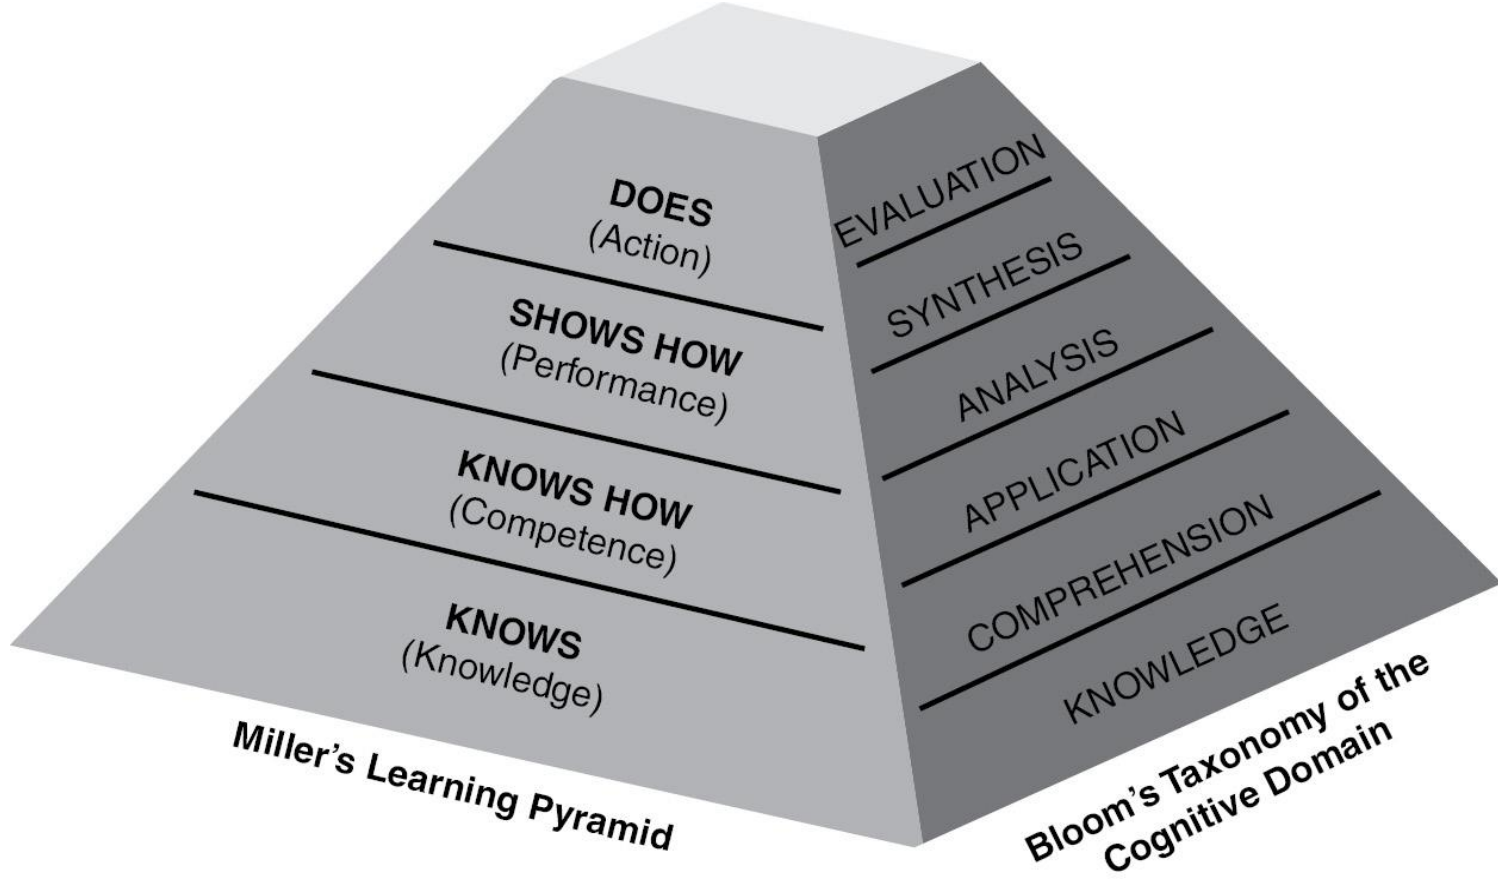 DOES
(Action)
SHOWS HOW
(Performance)
KNOWS HOW
(Competence)
KNOWS
(Knowledge)
Miller’s Learning Pyramid
EVALUATION
SYNTHESIS
ANALYSIS
APPLICATION
COMPREHENSION
KNOWLEDGE
Bloom’s Taxonomy of the
Cognitive Domain